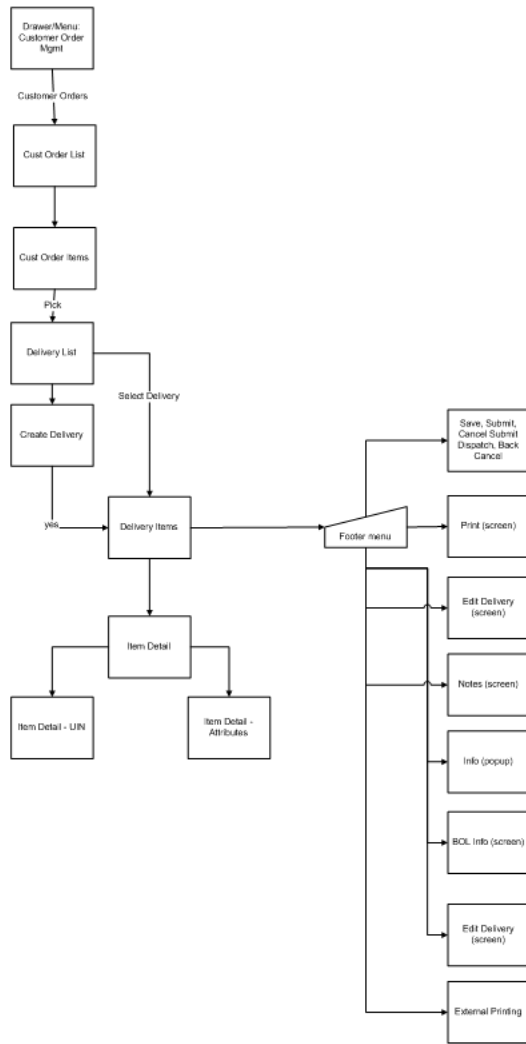 Drawer/Menu:
Customer Order
Mgmt
Customer Orders
Cust Order List
Cust Order Items
Pick
Delivery List
Select Delivery
Create Delivery
yes
Delivery Items
Footer menu
Save, Submit,
Cancel Submit
Dispatch, Back
Cancel
Print (screen)
Edit Delivery
(screen)
Item Detail
Notes (screen)
Item Detail - UIN
Item Detail -
Attributes
Info (popup)
BOL Info (screen)
Edit Delivery
(screen)
External Printing